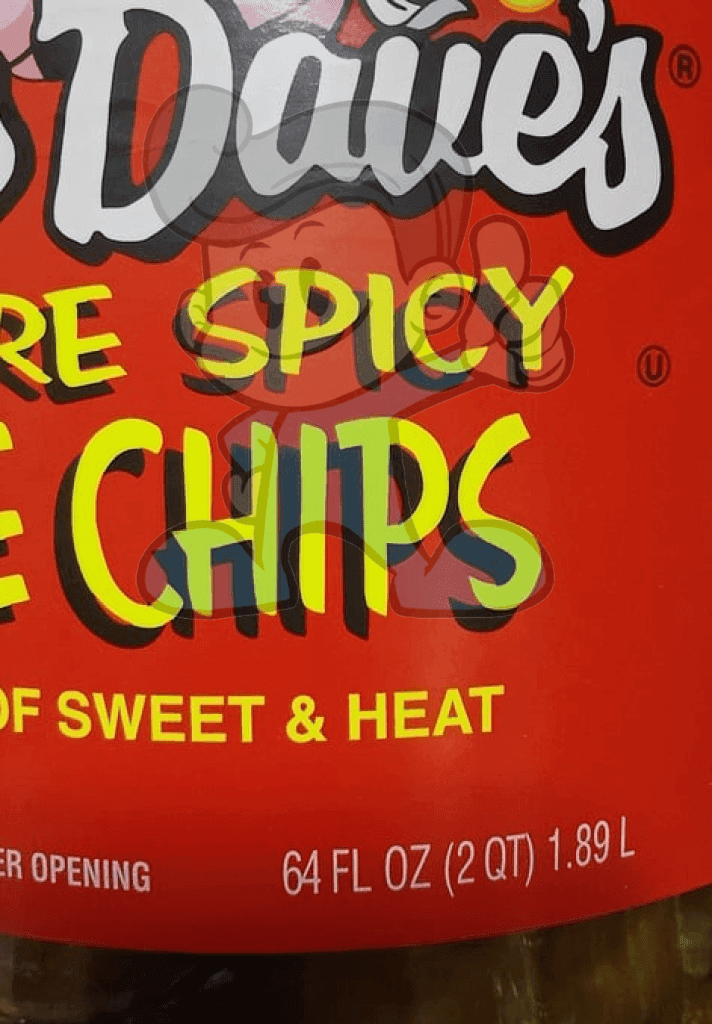 Dave's®
RE SPICY
E CHIPS
Ⓤ
OF SWEET & HEAT
ER OPENING
64 FL OZ (2 QT) 1.89 L